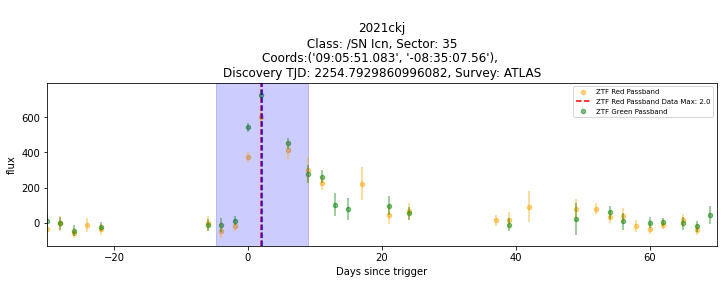 2021ckj
Class: /SN Icn, Sector: 35
Coords:('09:05:51.083', '-08:35:07.56'),
Discovery TJD: 2254.7929860996082, Survey: ATLAS
ZTF Red Passband
ZTF Red Passband Data Max: 2.0
ZTF Green Passband
flux
600
400
200
0
−20
0
20
40
60
Days since trigger